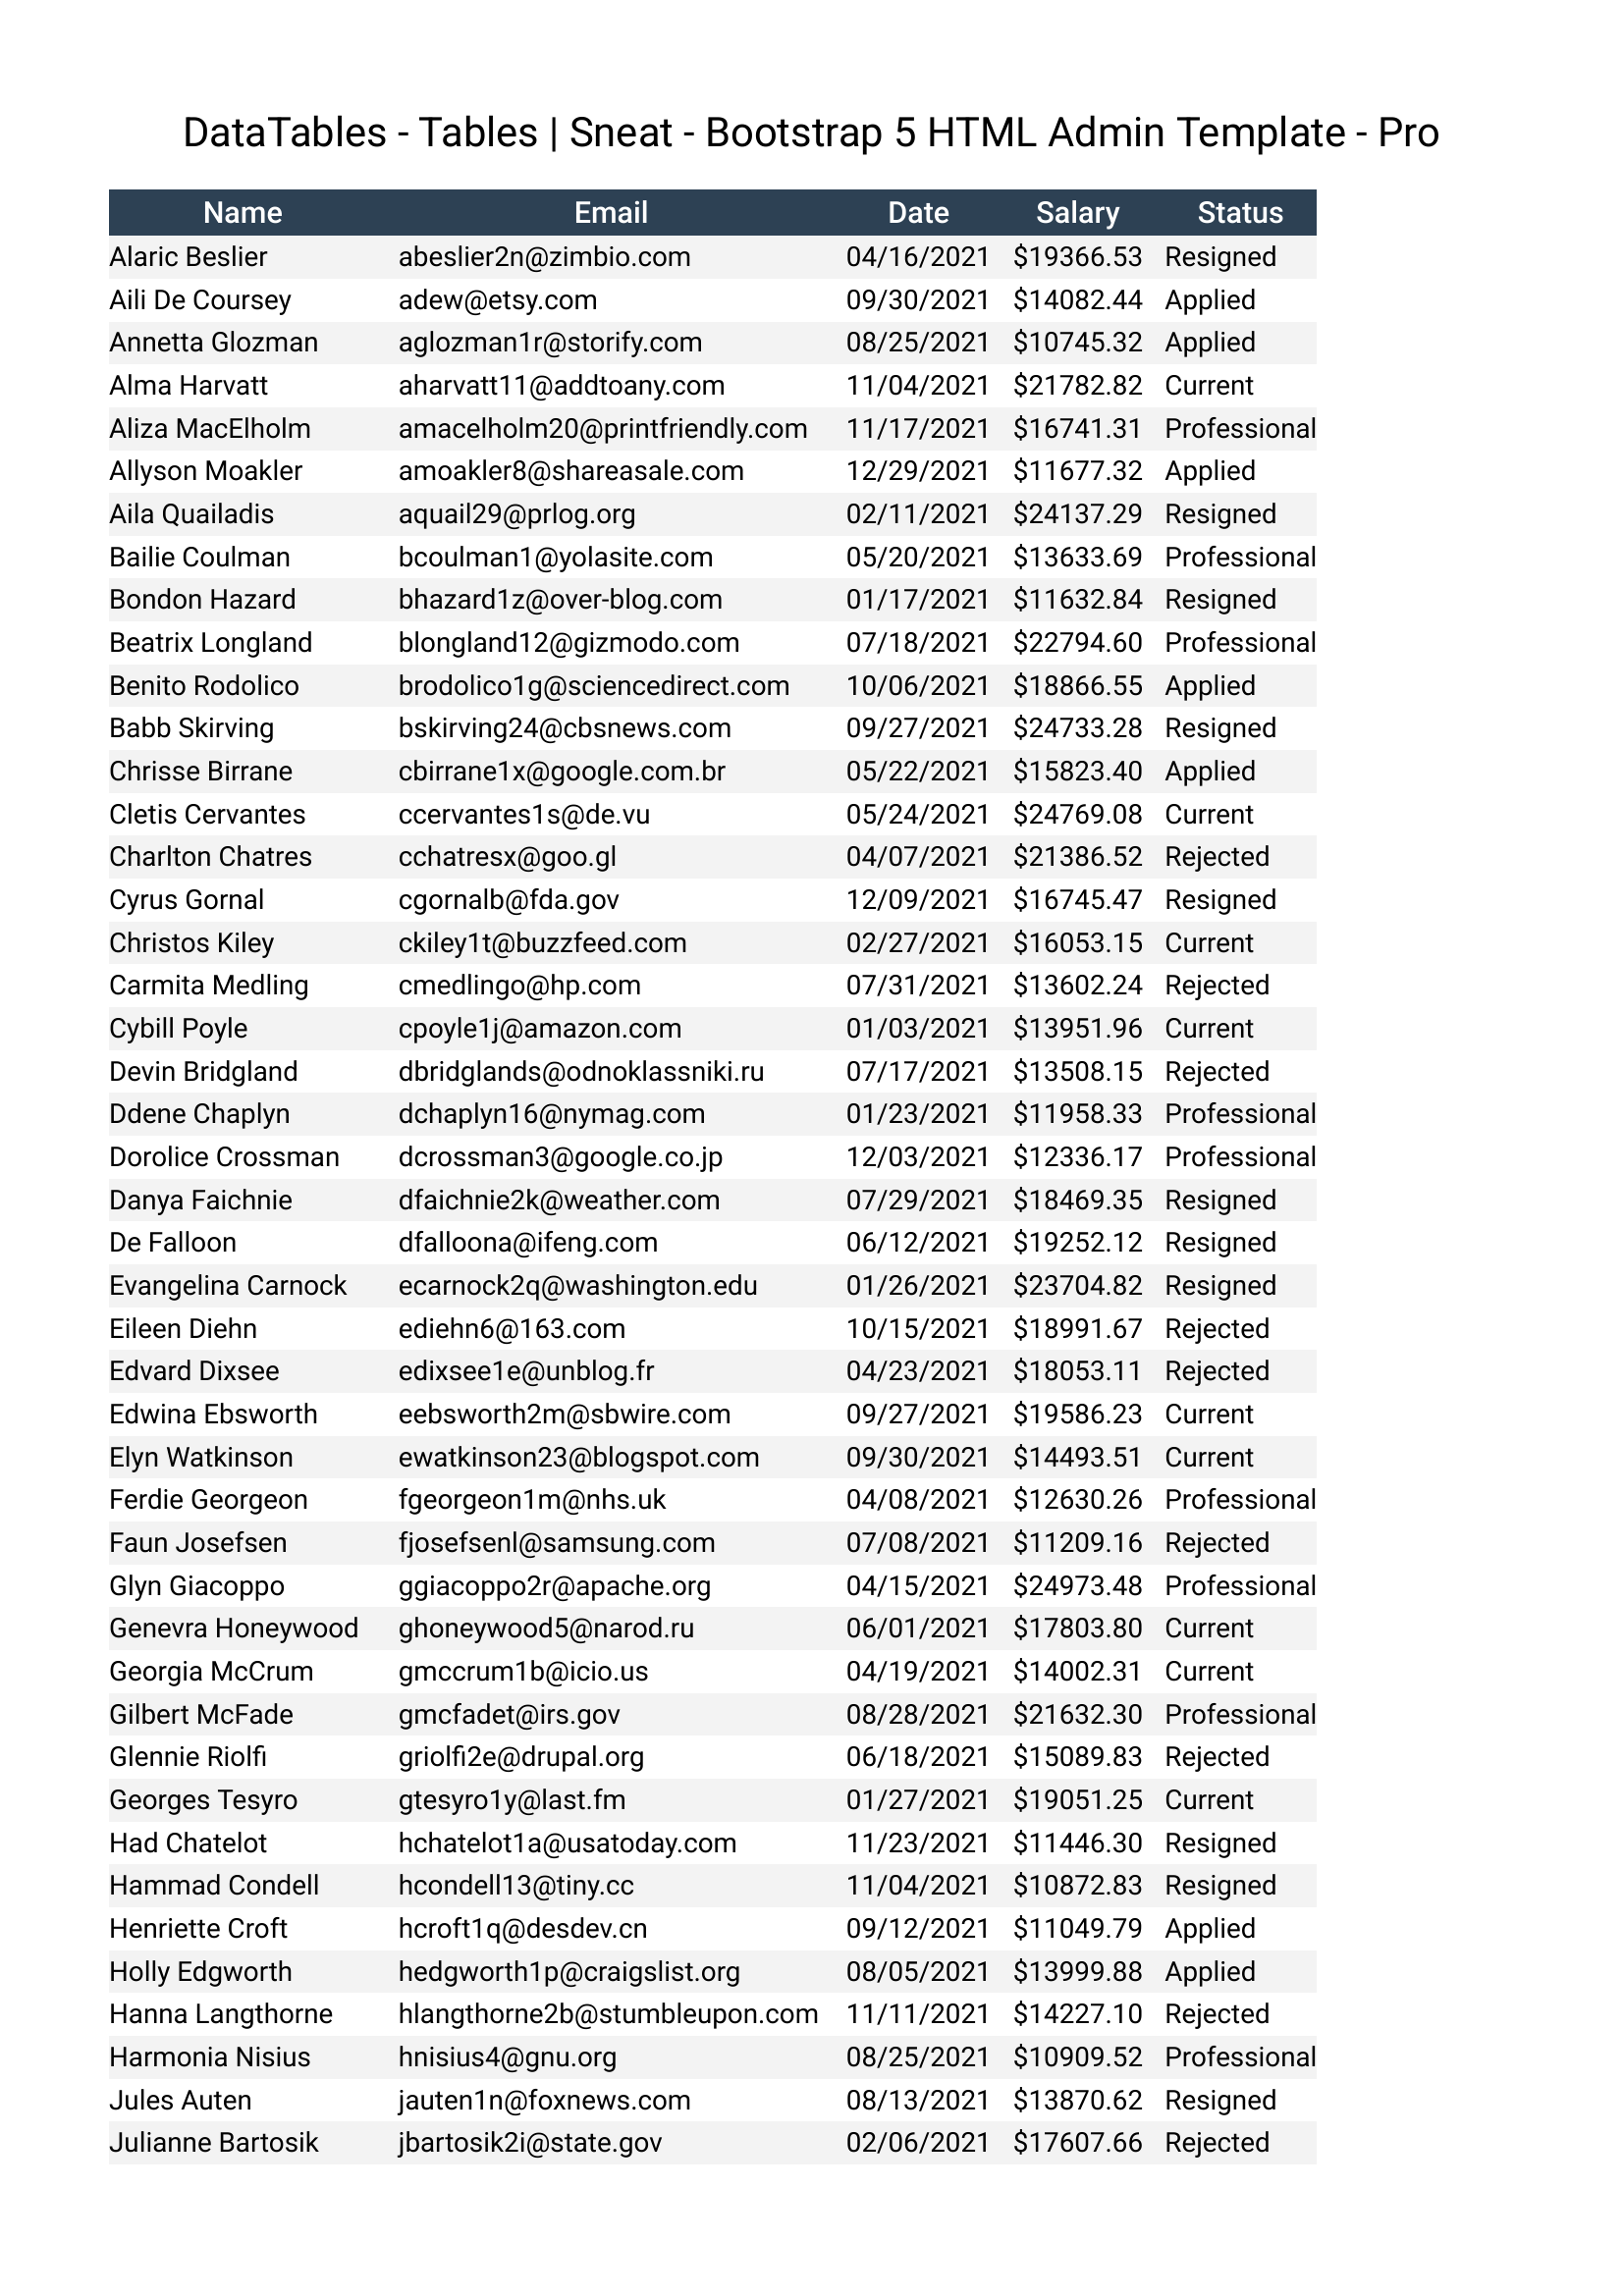 DataTables - Tables | Sneat - Bootstrap 5 HTML Admin Template - Pro
Name Email Date Salary Status
Alaric Beslier abeslier2n@zimbio.com 04/16/2021 $19366.53 Resigned
Aili De Coursey adew@etsy.com 09/30/2021 $14082.44 Applied
Annetta Glozman aglozman1r@storify.com 08/25/2021 $10745.32 Applied
Alma Harvatt aharvatt11@addtoany.com 11/04/2021 $21782.82 Current
Aliza MacElholm amacelholm20@printfriendly.com 11/17/2021 $16741.31 Professional
Allyson Moakler amoakler8@shareasale.com 12/29/2021 $11677.32 Applied
Aila Quailadis aquail29@prlog.org 02/11/2021 $24137.29 Resigned
Bailie Coulman bcoulman1@yolasite.com 05/20/2021 $13633.69 Professional
Bondon Hazard bhazard1z@over-blog.com 01/17/2021 $11632.84 Resigned
Beatrix Longland blongland12@gizmodo.com 07/18/2021 $22794.60 Professional
Benito Rodolico brodolico1g@sciencedirect.com 10/06/2021 $18866.55 Applied
Babb Skirving bskirving24@cbsnews.com 09/27/2021 $24733.28 Resigned
Chrisse Birrane cbirrane1x@google.com.br 05/22/2021 $15823.40 Applied
Cletis Cervantes ccervantes1s@de.vu 05/24/2021 $24769.08 Current
Charlton Chatres cchatresx@goo.gl 04/07/2021 $21386.52 Rejected
Cyrus Gornal cgornalb@fda.gov 12/09/2021 $16745.47 Resigned
Christos Kiley ckiley1t@buzzfeed.com 02/27/2021 $16053.15 Current
Carmita Medling cmedlingo@hp.com 07/31/2021 $13602.24 Rejected
Cybill Poyle cpoyle1j@amazon.com 01/03/2021 $13951.96 Current
Devin Bridgland dbridglands@odnoklassniki.ru 07/17/2021 $13508.15 Rejected
Ddene Chaplyn dchaplyn16@nymag.com 01/23/2021 $11958.33 Professional
Dorolice Crossman dcrossman3@google.co.jp 12/03/2021 $12336.17 Professional
Danya Faichnie dfaichnie2k@weather.com 07/29/2021 $18469.35 Resigned
De Falloon dfalloona@ifeng.com 06/12/2021 $19252.12 Resigned
Evangelina Carnock ecarnock2q@washington.edu 01/26/2021 $23704.82 Resigned
Eileen Diehn ediehn6@163.com 10/15/2021 $18991.67 Rejected
Edvard Dixsee edixsee1e@unblog.fr 04/23/2021 $18053.11 Rejected
Edwina Ebsworth eebsworth2m@sbwire.com 09/27/2021 $19586.23 Current
Elyn Watkinson ewatkinson23@blogspot.com 09/30/2021 $14493.51 Current
Ferdie Georgeon fgeorgeon1m@nhs.uk 04/08/2021 $12630.26 Professional
Faun Josefsen fjosefsenl@samsung.com 07/08/2021 $11209.16 Rejected
Glyn Giacoppo ggiacoppo2r@apache.org 04/15/2021 $24973.48 Professional
Genevra Honeywood ghoneywood5@narod.ru 06/01/2021 $17803.80 Current
Georgia McCrum gmccrum1b@icio.us 04/19/2021 $14002.31 Current
Gilbert McFade gmcfadet@irs.gov 08/28/2021 $21632.30 Professional
Glennie Riolfi griolfi2e@drupal.org 06/18/2021 $15089.83 Rejected
Georges Tesyro gtesyro1y@last.fm 01/27/2021 $19051.25 Current
Had Chatelot hchatelot1a@usatoday.com 11/23/2021 $11446.30 Resigned
Hammad Condell hcondell13@tiny.cc 11/04/2021 $10872.83 Resigned
Henriette Croft hcroft1q@desdev.cn 09/12/2021 $11049.79 Applied
Holly Edgworth hedgworth1p@craigslist.org 08/05/2021 $13999.88 Applied
Hanna Langthorne hlangthorne2b@stumbleupon.com 11/11/2021 $14227.10 Rejected
Harmonia Nisius hnisius4@gnu.org 08/25/2021 $10909.52 Professional
Jules Auten jauten1n@foxnews.com 08/13/2021 $13870.62 Resigned
Julianne Bartosik jbartosik2i@state.gov 02/06/2021 $17607.66 Rejected